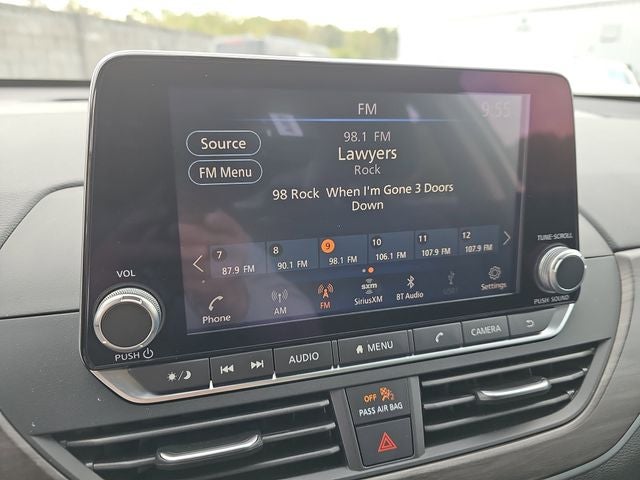 FM
9:55
98.1 FM
Source
Lawyers
FM Menu
Rock
98 Rock When I'm Gone 3 Doors
Down
7
87.9 FM
8
90.1 FM
9
98.1 FM
10
106.1 FM
11
107.9 FM
12
107.9 FM
Phone
AM
FM
sxm
SiriusXM
BT Audio
USB1
Settings
VOL
PUSH
TUNE·SCROLL
PUSH SOUND
AUDIO
MENU
CAMERA
OFF
PASS AIR BAG